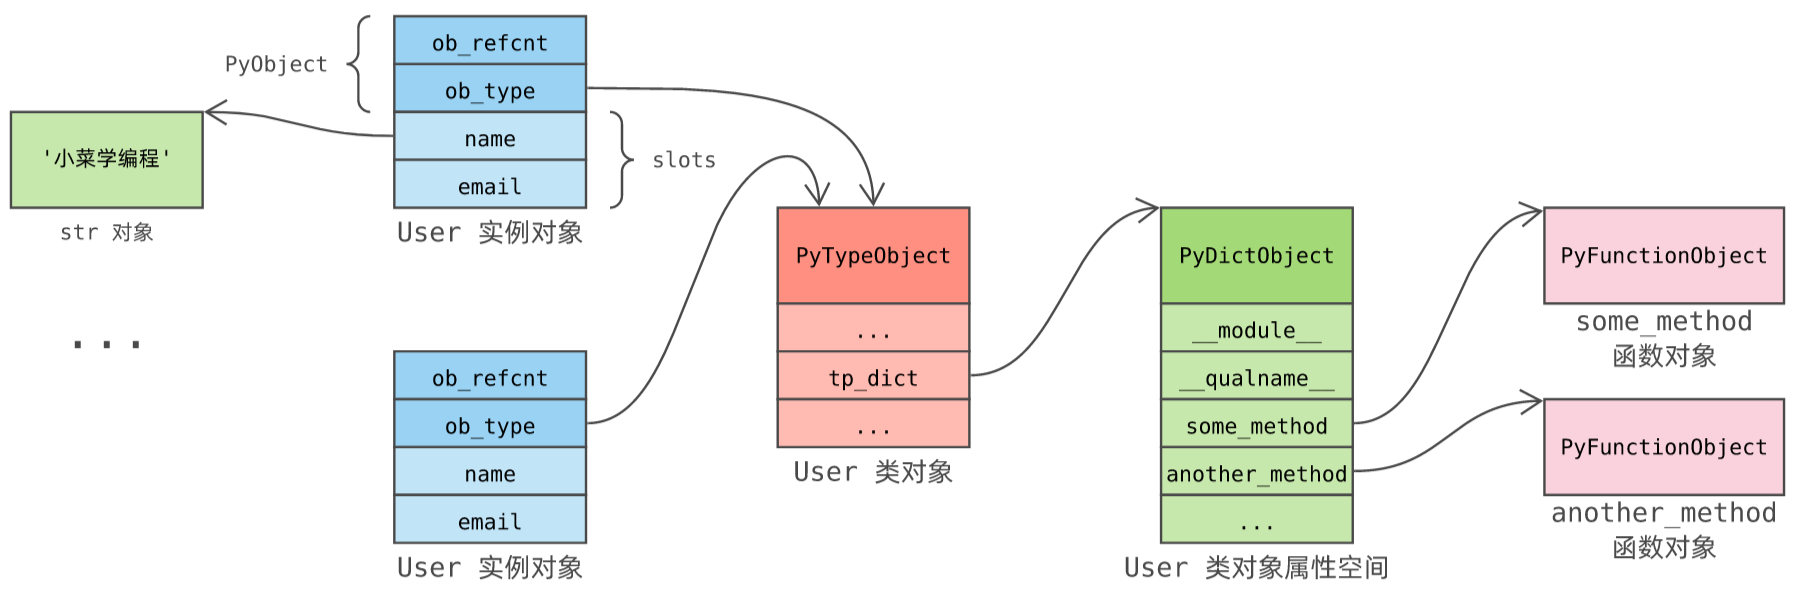 PyObject
ob_refcnt
ob_type
name
email
slots
User 实例对象
'小菜学编程'
str 对象
...
ob_refcnt
ob_type
name
email
User 实例对象
PyTypeObject
...
tp_dict
...
User 类对象
PyDictObject
__module__
__qualname__
some_method
another_method
...
User 类对象属性空间
PyFunctionObject
some_method
函数对象
PyFunctionObject
another_method
函数对象